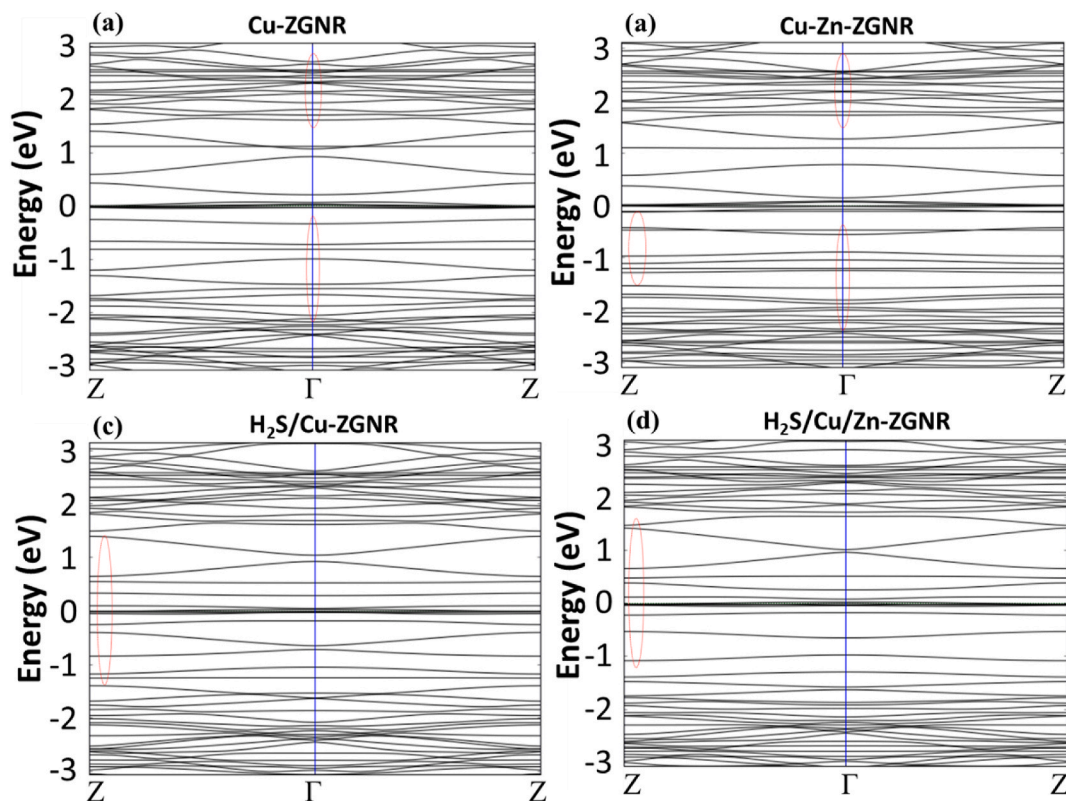 (a) Cu-ZGNR
Energy (eV)
3
2
1
0
-1
-2
-3
Z Γ Z
(a) Cu-Zn-ZGNR
Energy (eV)
3
2
1
0
-1
-2
-3
Z Γ Z
(c) H₂S/Cu-ZGNR
Energy (eV)
3
2
1
0
-1
-2
-3
Z Γ Z
(d) H₂S/Cu/Zn-ZGNR
Energy (eV)
3
2
1
0
-1
-2
-3
Z Γ Z